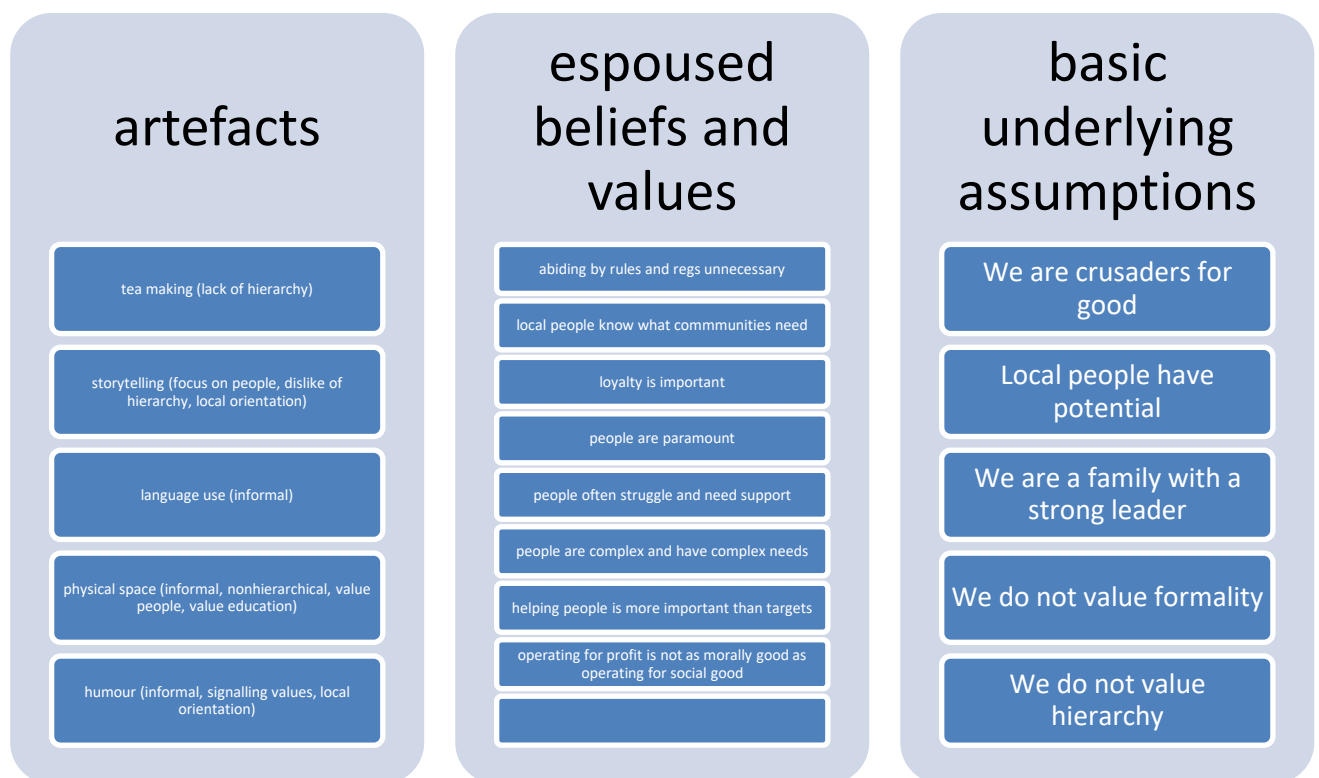 artefacts
tea making (lack of hierarchy)
storytelling (focus on people, dislike of
hierarchy, local orientation)
language use (informal)
physical space (informal, nonhierarchical, value
people, value education)
humour (informal, signalling values, local
orientation)
espoused
beliefs and
values
abiding by rules and regs unnecessary
local people know what commmunities need
loyalty is important
people are paramount
people often struggle and need support
people are complex and have complex needs
helping people is more important than targets
operating for profit is not as morally good as
operating for social good
basic
underlying
assumptions
We are crusaders for
good
Local people have
potential
We are a family with a
strong leader
We do not value formality
We do not value
hierarchy